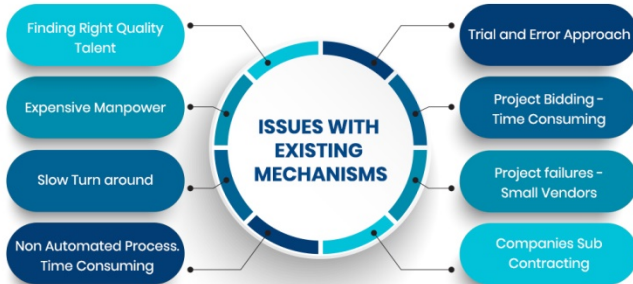 Finding Right Quality
Talent
Expensive Manpower
Slow Turn around
Non Automated Process.
Time Consuming
ISSUES WITH
EXISTING
MECHANISMS
Trial and Error Approach
Project Bidding -
Time Consuming
Project failures -
Small Vendors
Companies Sub
Contracting